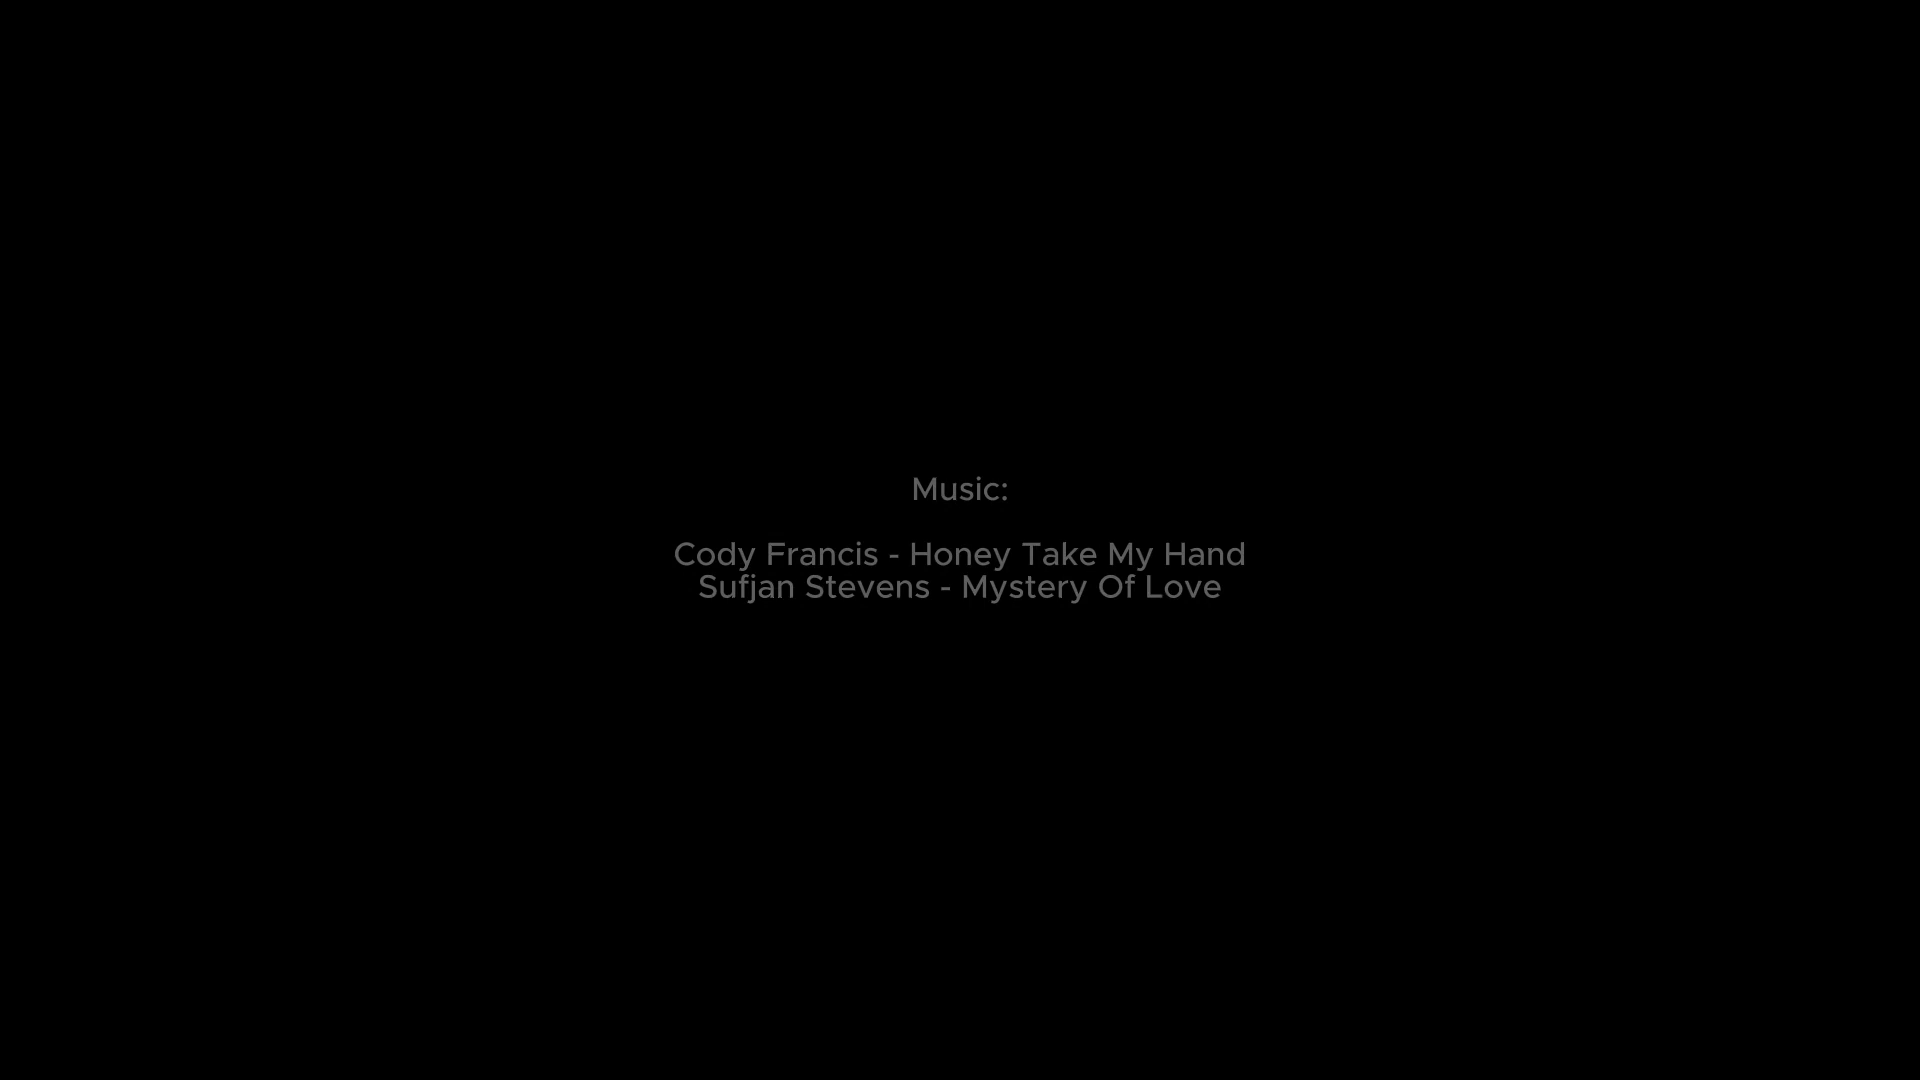 Music:
Cody Francis - Honey Take My Hand
Sufjan Stevens - Mystery Of Love